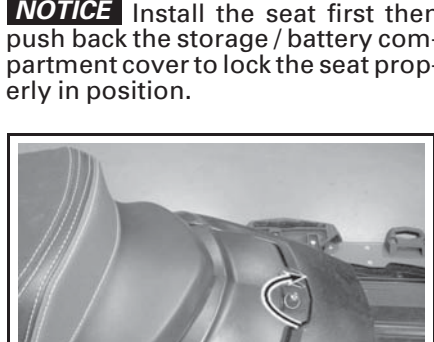 NOTICE Install the seat first then
push back the storage / battery com-
partment cover to lock the seat prop-
erly in position.